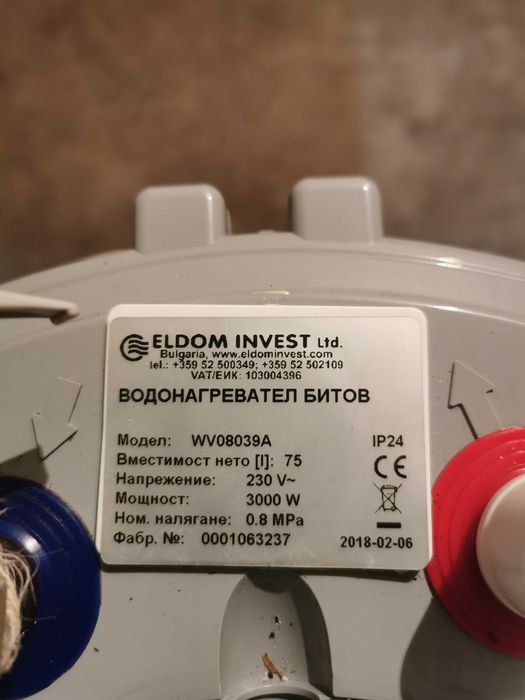 ELDOM INVEST Ltd.
Bulgaria, www.eldominvest.com
tel.: +359 52 500349; +359 52 502109
VAT/ЕИК: 103004396
ВОДОНАГРЕВАТЕЛ БИТОВ
Модел: WV08039A IP24
Вместимост нето [l]: 75
Напрежение: 230 V~
Мощност: 3000 W
Ном. налягане: 0.8 MPa
Фабр. №: 0001063237 2018-02-06